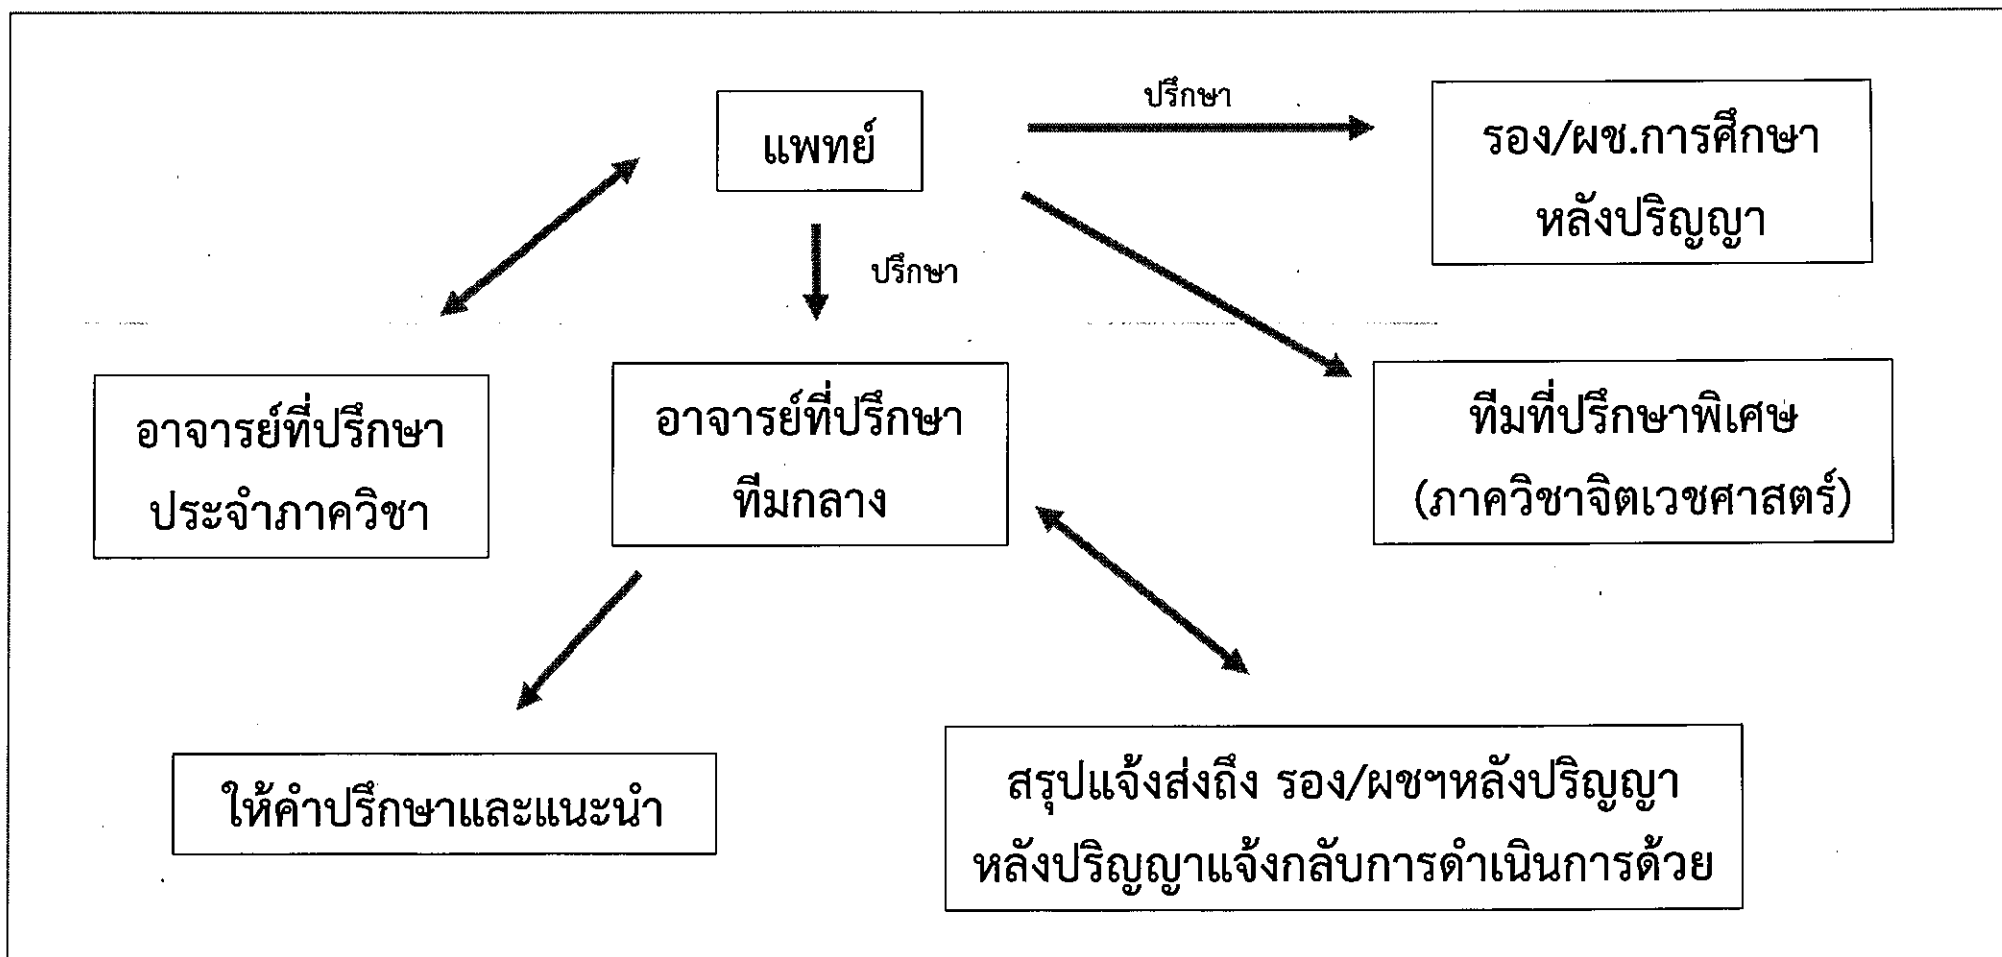 แพทย์
ปรึกษา
รอง/ผช.การศึกษา
หลังปริญญา
ปรึกษา
อาจารย์ที่ปรึกษา
ประจำภาควิชา
อาจารย์ที่ปรึกษา
ทีมกลาง
ทีมที่ปรึกษาพิเศษ
(ภาควิชาจิตเวชศาสตร์)
ให้คำปรึกษาและแนะนำ
สรุปแจ้งส่งถึง รอง/ผชฯหลังปริญญา
หลังปริญญาแจ้งกลับการดำเนินการด้วย